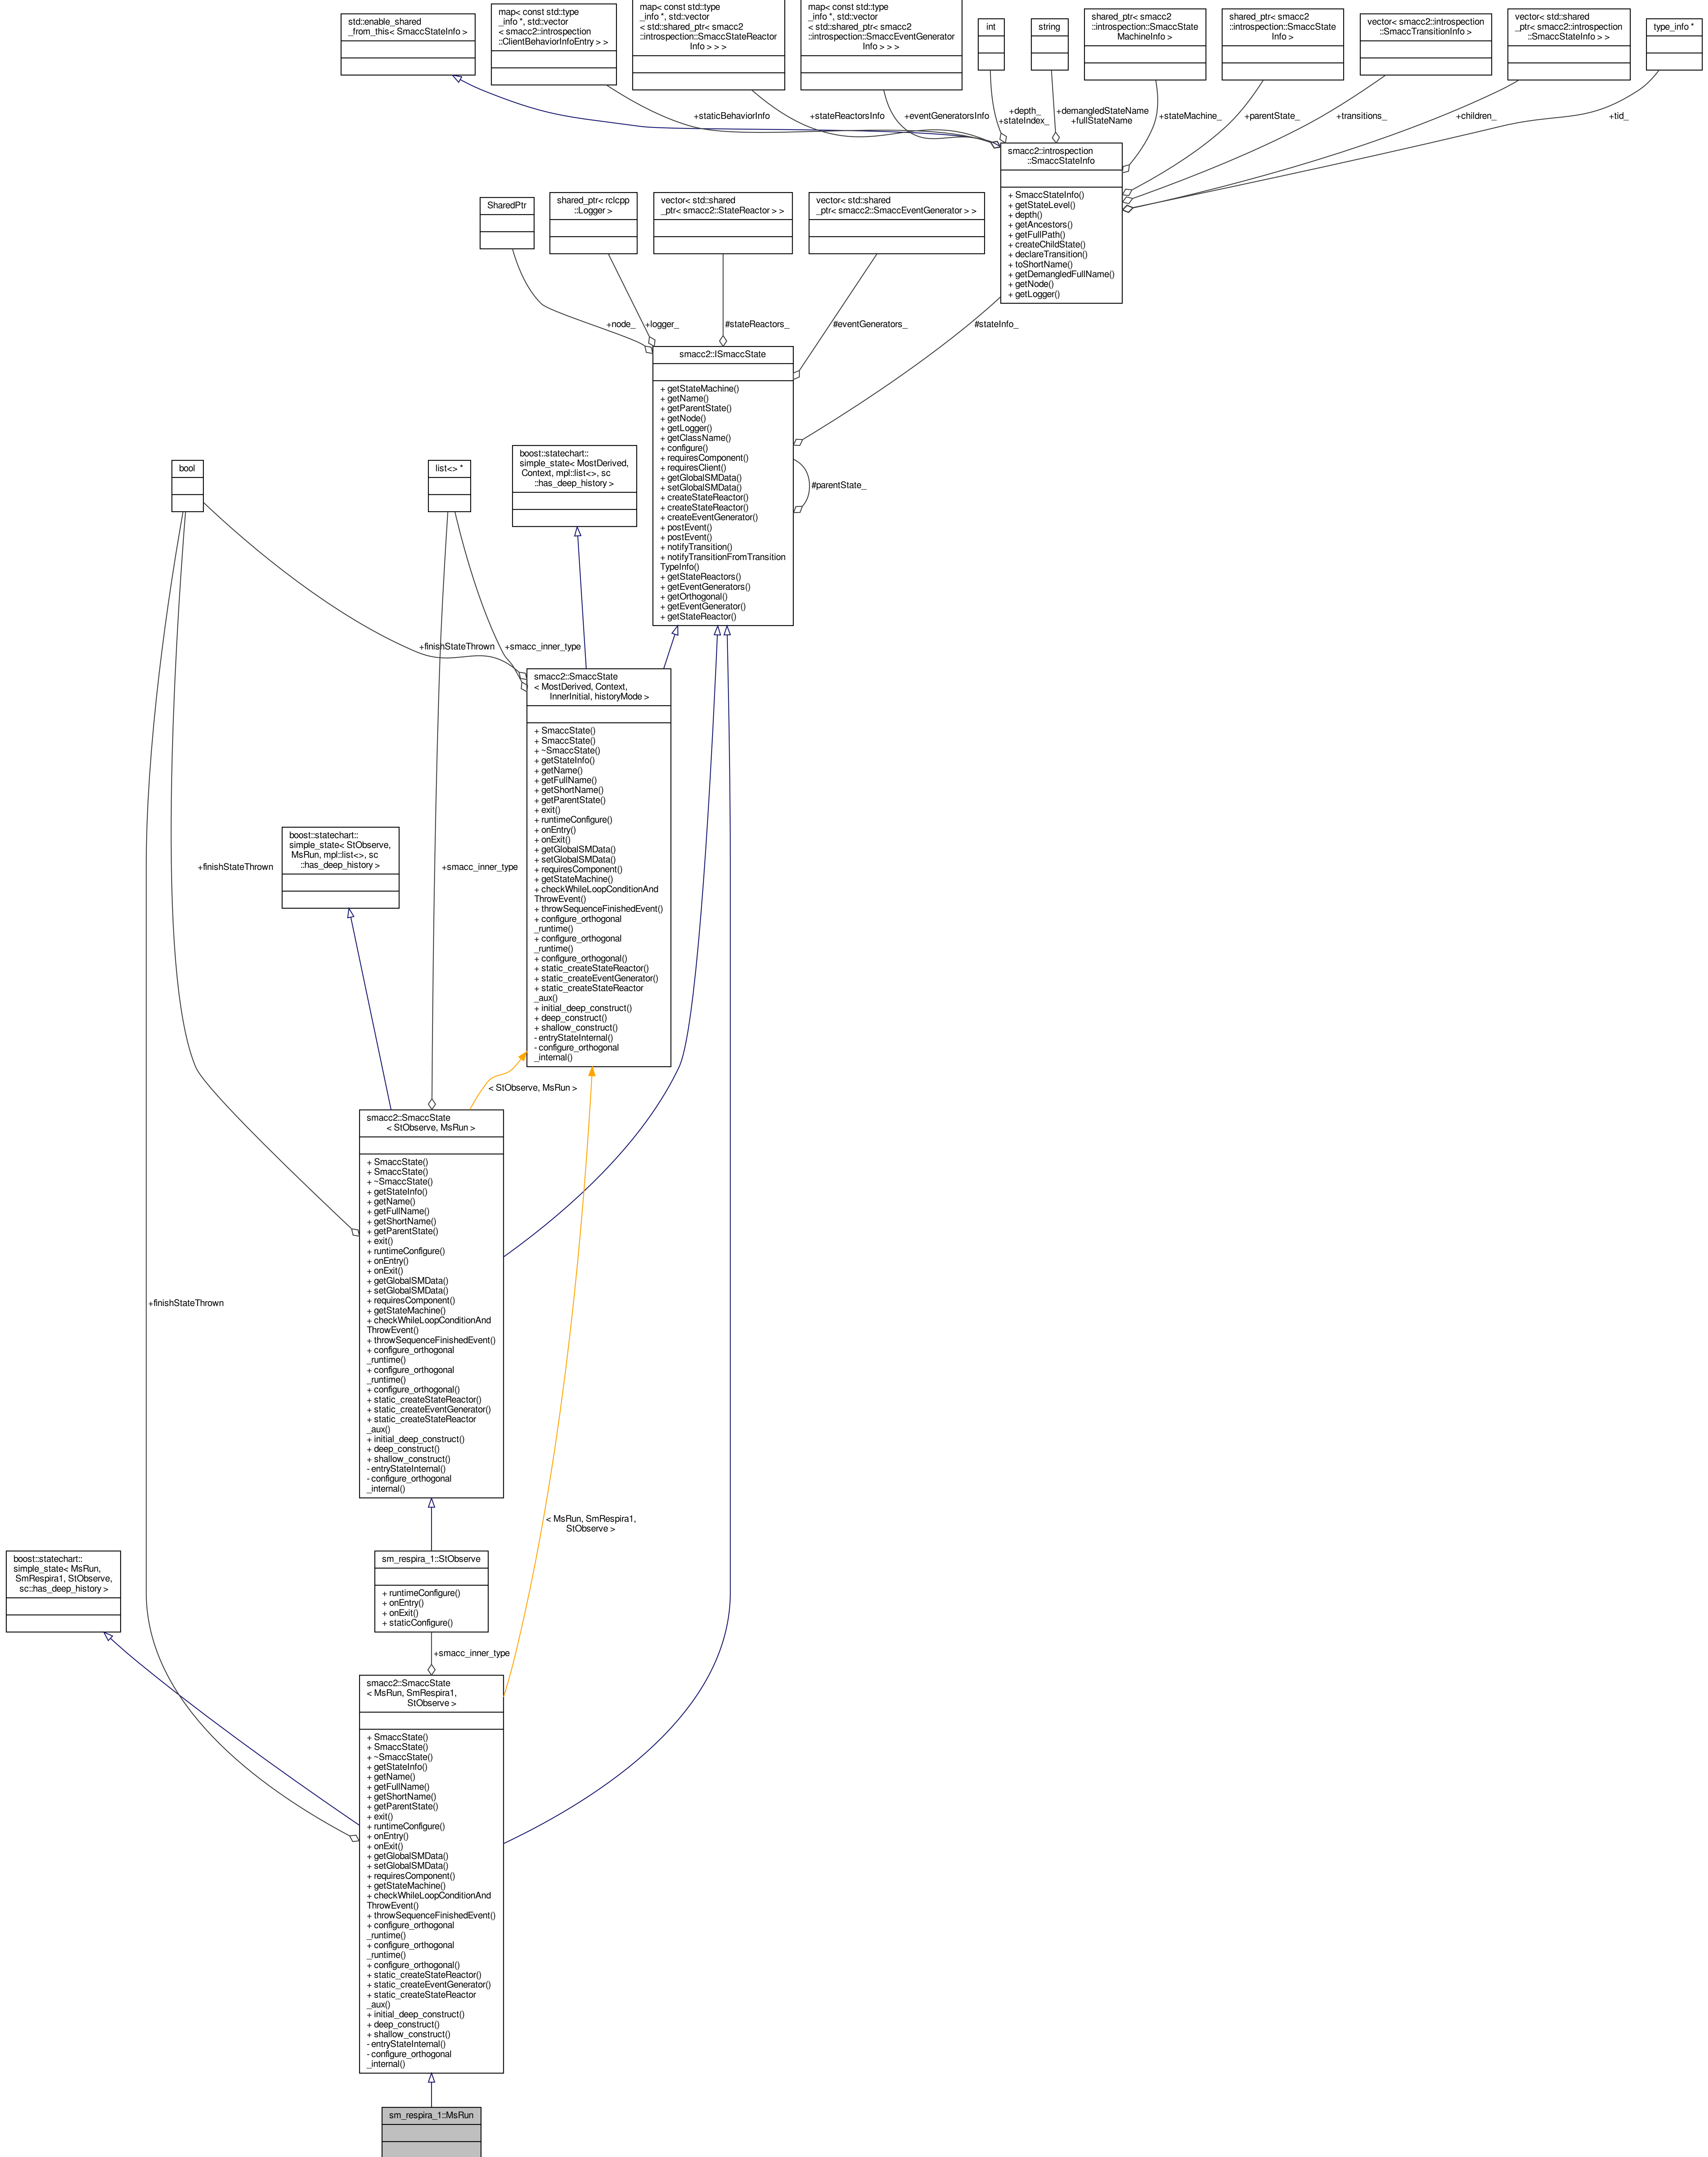 std::enable_shared
_from_this< SmaccStateInfo >
map< const std::type
_info *, std::vector
< smacc2::introspection
::ClientBehaviorInfoEntry > >
map< const std::type
_info *, std::vector
< std::shared_ptr< smacc2
::introspection::SmaccStateReactor
Info > > >
map< const std::type
_info *, std::vector
< std::shared_ptr< smacc2
::introspection::SmaccEventGenerator
Info > > >
int
string
shared_ptr< smacc2
::introspection::SmaccState
MachineInfo >
shared_ptr< smacc2
::introspection::SmaccState
Info >
vector< smacc2::introspection
::SmaccTransitionInfo >
vector< std::shared
_ptr< smacc2::introspection
::SmaccStateInfo > >
type_info *
+staticBehaviorInfo
+stateReactorsInfo
+eventGeneratorsInfo
+depth_
+stateIndex_
+demangledStateName
+fullStateName
+stateMachine_
+parentState_
+transitions_
+children_
+tid_
smacc2::introspection
::SmaccStateInfo
+ SmaccStateInfo()
+ getStateLevel()
+ depth()
+ getAncestors()
+ getFullPath()
+ createChildState()
+ declareTransition()
+ toShortName()
+ getDemangledFullName()
+ getNode()
+ getLogger()
SharedPtr
shared_ptr< rclcpp
::Logger >
vector< std::shared
_ptr< smacc2::StateReactor > >
vector< std::shared
_ptr< smacc2::SmaccEventGenerator > >
+node_
+logger_
#stateReactors_
#eventGenerators_
#stateInfo_
smacc2::ISmaccState
+ getStateMachine()
+ getName()
+ getParentState()
+ getNode()
+ getLogger()
+ getClassName()
+ configure()
+ requiresComponent()
+ requiresClient()
+ getGlobalSMData()
+ setGlobalSMData()
+ createStateReactor()
+ createStateReactor()
+ createEventGenerator()
+ postEvent()
+ postEvent()
+ notifyTransition()
+ notifyTransitionFromTransition
TypeInfo()
+ getStateReactors()
+ getEventGenerators()
+ getOrthogonal()
+ getEventGenerator()
+ getStateReactor()
#parentState_
bool
list<> *
boost::statechart::
simple_state< MostDerived,
Context, mpl::list<>, sc
::has_deep_history >
+finishStateThrown
+smacc_inner_type
smacc2::SmaccState
< MostDerived, Context,
InnerInitial, historyMode >
+ SmaccState()
+ SmaccState()
+ ~SmaccState()
+ getStateInfo()
+ getName()
+ getFullName()
+ getShortName()
+ getParentState()
+ exit()
+ runtimeConfigure()
+ onEntry()
+ onExit()
+ getGlobalSMData()
+ setGlobalSMData()
+ requiresComponent()
+ getStateMachine()
+ checkWhileLoopConditionAnd
ThrowEvent()
+ throwSequenceFinishedEvent()
+ configure_orthogonal
_runtime()
+ configure_orthogonal
_runtime()
+ configure_orthogonal()
+ static_createStateReactor()
+ static_createEventGenerator()
+ static_createStateReactor
_aux()
+ initial_deep_construct()
+ deep_construct()
+ shallow_construct()
- entryStateInternal()
- configure_orthogonal
_internal()
boost::statechart::
simple_state< StObserve,
MsRun, mpl::list<>, sc
::has_deep_history >
+finishStateThrown
+smacc_inner_type
< StObserve, MsRun >
smacc2::SmaccState
< StObserve, MsRun >
+ SmaccState()
+ SmaccState()
+ ~SmaccState()
+ getStateInfo()
+ getName()
+ getFullName()
+ getShortName()
+ getParentState()
+ exit()
+ runtimeConfigure()
+ onEntry()
+ onExit()
+ getGlobalSMData()
+ setGlobalSMData()
+ requiresComponent()
+ getStateMachine()
+ checkWhileLoopConditionAnd
ThrowEvent()
+ throwSequenceFinishedEvent()
+ configure_orthogonal
_runtime()
+ configure_orthogonal
_runtime()
+ configure_orthogonal()
+ static_createStateReactor()
+ static_createEventGenerator()
+ static_createStateReactor
_aux()
+ initial_deep_construct()
+ deep_construct()
+ shallow_construct()
- entryStateInternal()
- configure_orthogonal
_internal()
+finishStateThrown
< MsRun, SmRespira1,
StObserve >
boost::statechart::
simple_state< MsRun,
SmRespira1, StObserve,
sc::has_deep_history >
sm_respira_1::StObserve
+ runtimeConfigure()
+ onEntry()
+ onExit()
+ staticConfigure()
+smacc_inner_type
smacc2::SmaccState
< MsRun, SmRespira1,
StObserve >
+ SmaccState()
+ SmaccState()
+ ~SmaccState()
+ getStateInfo()
+ getName()
+ getFullName()
+ getShortName()
+ getParentState()
+ exit()
+ runtimeConfigure()
+ onEntry()
+ onExit()
+ getGlobalSMData()
+ setGlobalSMData()
+ requiresComponent()
+ getStateMachine()
+ checkWhileLoopConditionAnd
ThrowEvent()
+ throwSequenceFinishedEvent()
+ configure_orthogonal
_runtime()
+ configure_orthogonal
_runtime()
+ configure_orthogonal()
+ static_createStateReactor()
+ static_createEventGenerator()
+ static_createStateReactor
_aux()
+ initial_deep_construct()
+ deep_construct()
+ shallow_construct()
- entryStateInternal()
- configure_orthogonal
_internal()
sm_respira_1::MsRun